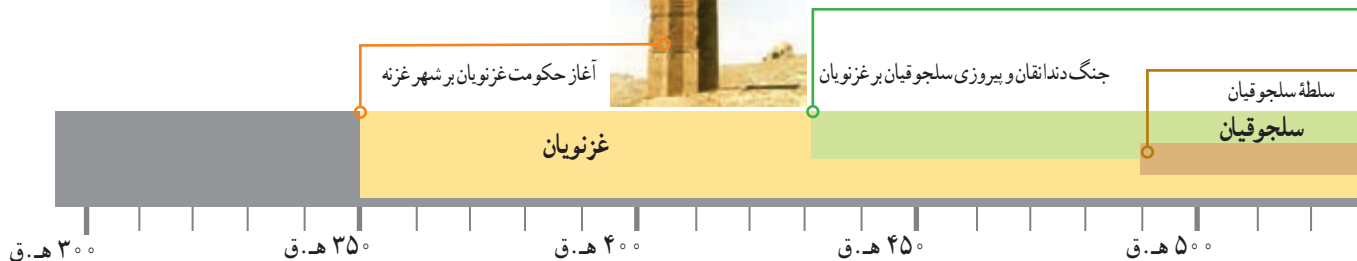 آغاز حکومت غزنویان بر شهر غزنه
جنگ دندانقان و پیروزی سلجوقیان بر غزنویان
سلطهٔ سلجوقیان
غزنویان
سلجوقیان
۳۰۰ هـ.ق
۳۵۰ هـ.ق
۴۰۰ هـ.ق
۴۵۰ هـ.ق
۵۰۰ هـ.ق